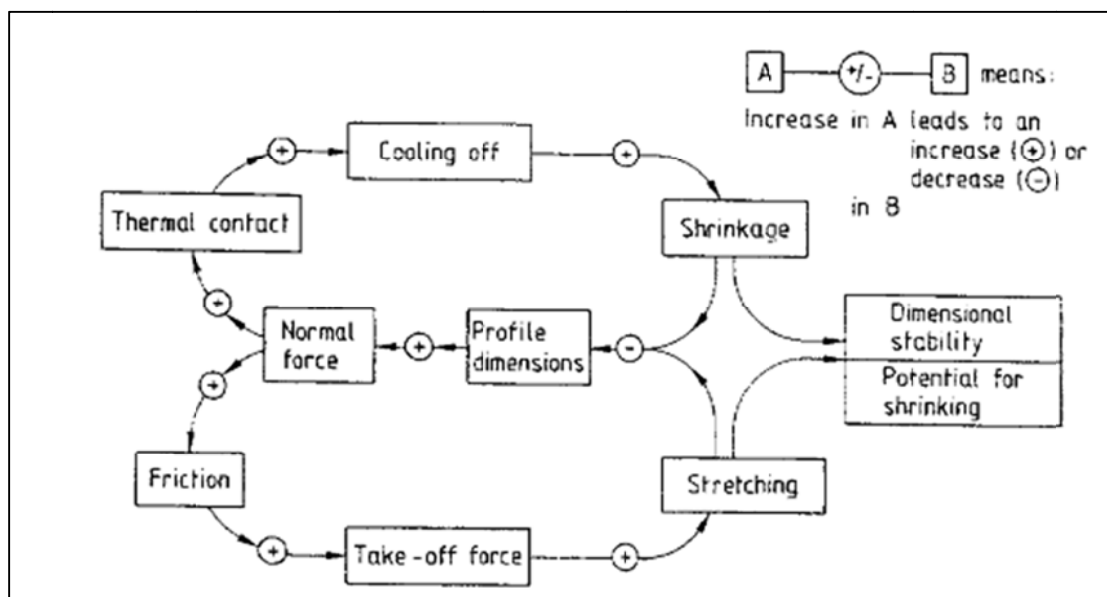 A +/- B means:
Increase in A leads to an
increase (+) or
decrease (-)
in B
Cooling off
+
+
Thermal contact
Shrinkage
+
Normal
force
+
Profile
dimensions
-
Dimensional
stability
Potential for
shrinking
+
Friction
Stretching
+
Take-off force
+